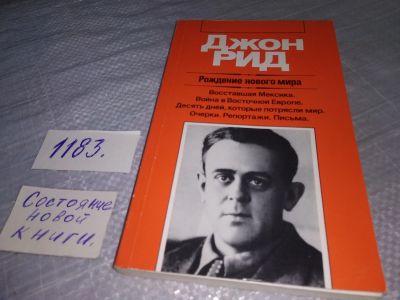 Джон
РИД
Рождение нового мира
Восставшая Мексика.
Война в Восточной Европе.
Десять дней, которые потрясли мир.
Очерки. Репортажи. Письма.
1183.
Состояние
новой
книги.